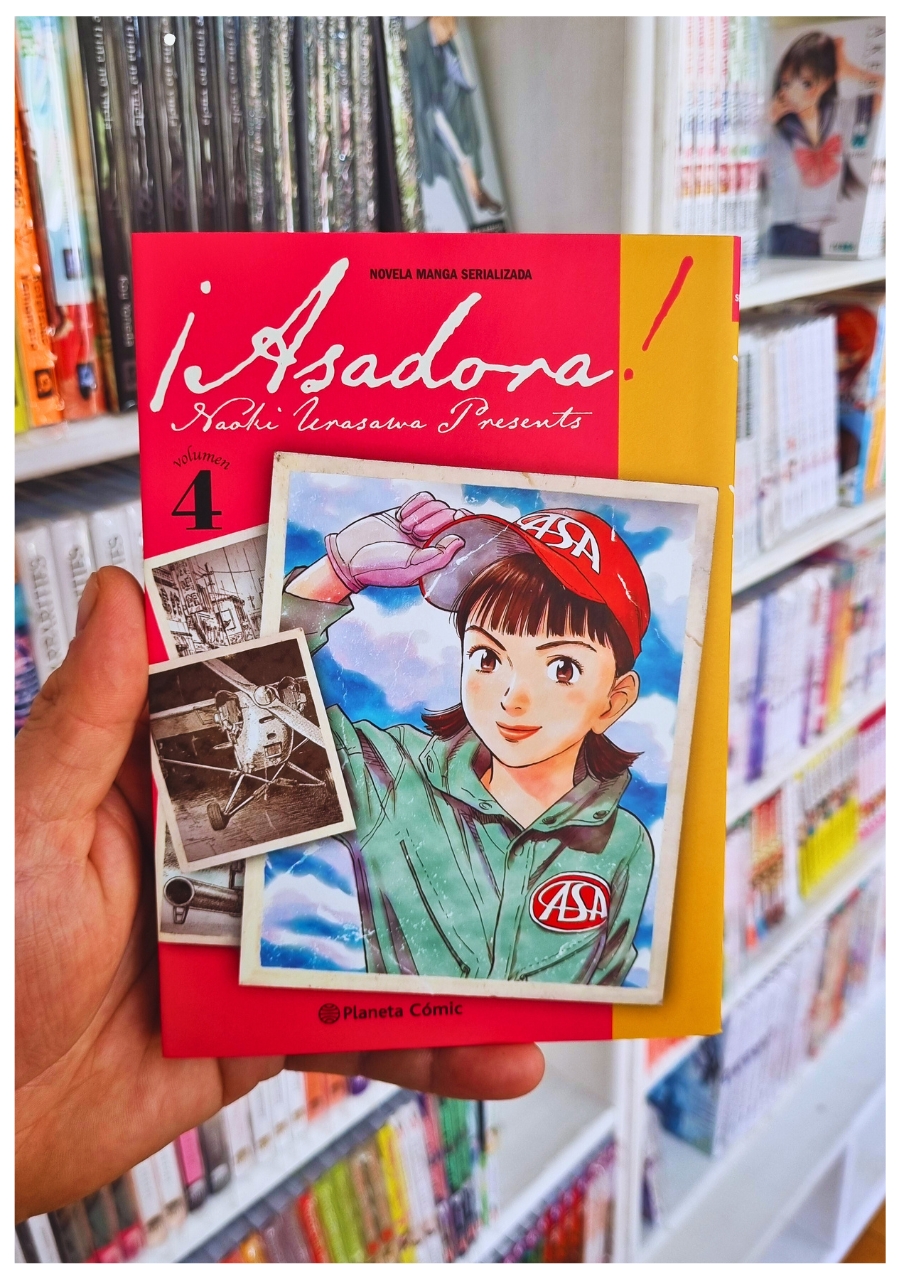 NOVELA MANGA SERIALIZADA
¡Asadora!
Naoki Urasawa Presents
volumen
4
ASA
ASA
Planeta Cómic